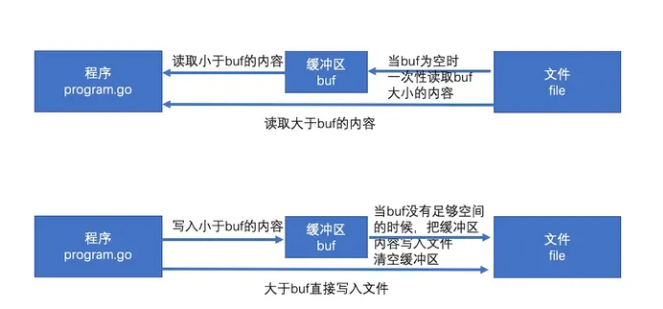 程序
program.go
读取小于buf的内容
缓冲区
buf
当buf为空时
一次性读取buf
大小的内容
文件
file
读取大于buf的内容
程序
program.go
写入小于buf的内容
缓冲区
buf
当buf没有足够空间
的时候，把缓冲区
内容写入文件
清空缓冲区
文件
file
大于buf直接写入文件